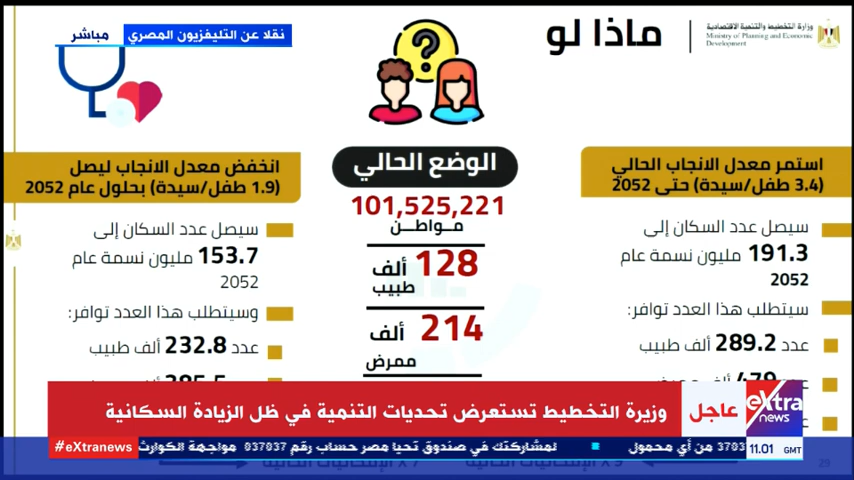 نقلا عن التليفزيون المصري
مباشر
ماذا لو
وزارة التخطيط والتنمية الاقتصادية
Ministry of Planning and Economic
Development
استمر معدل الانجاب الحالي
(3.4 طفل/سيدة) حتى 2052
سيصل عدد السكان إلى
191.3 مليون نسمة عام
2052
سيتطلب هذا العدد توافر:
عدد 289.2 ألف طبيب
عدد 479 ألف
الوضع الحالي
101,525,221
مواطن
128 ألف
طبيب
214 ألف
ممرض
انخفض معدل الانجاب ليصل
(1.9 طفل/سيدة) بحلول عام 2052
سيصل عدد السكان إلى
153.7 مليون نسمة عام
2052
وسيتطلب هذا العدد توافر:
عدد 232.8 ألف طبيب
عاجل
وزيرة التخطيط تستعرض تحديات التنمية في ظل الزيادة السكانية
eXtra
news
#eXtranews
من أي محمول
لمشاركتك في صندوق تحيا مصر حساب رقم 037037 مواجهة الكوارث
11.01 GMT
29